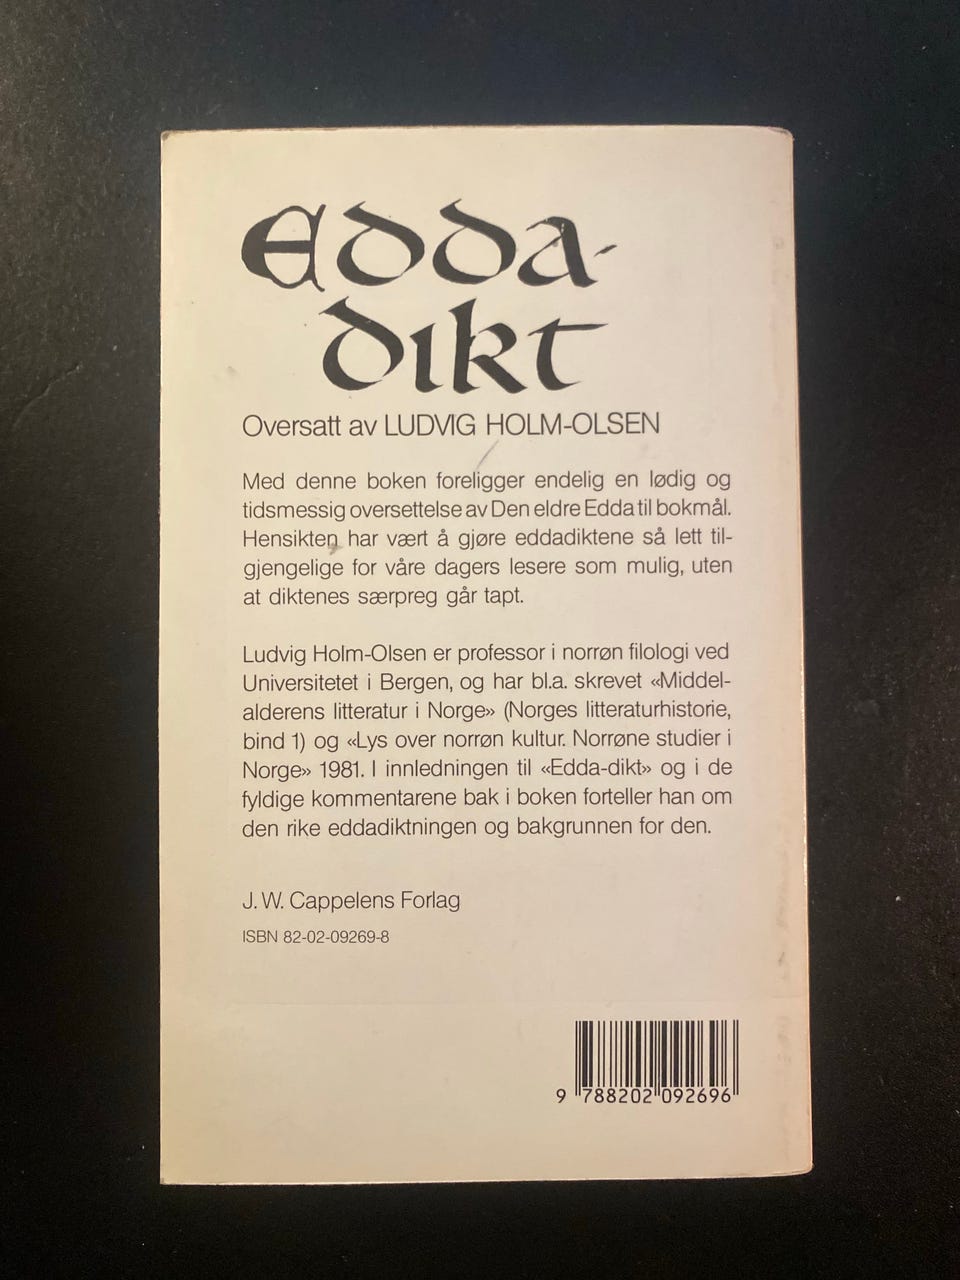 Edda-
dikt
Oversatt av LUDVIG HOLM-OLSEN
Med denne boken foreligger endelig en lødig og
tidsmessig oversettelse av Den eldre Edda til bokmål.
Hensikten har vært å gjøre eddadiktene så lett til-
gjengelige for våre dagers lesere som mulig, uten
at diktenes særpreg går tapt.
Ludvig Holm-Olsen er professor i norrøn filologi ved
Universitetet i Bergen, og har bl.a. skrevet «Middel-
alderens litteratur i Norge» (Norges litteraturhistorie,
bind 1) og «Lys over norrøn kultur. Norrøne studier i
Norge» 1981. I innledningen til «Edda-dikt» og i de
fyldige kommentarene bak i boken forteller han om
den rike eddadiktningen og bakgrunnen for den.
J. W. Cappelens Forlag
ISBN 82-02-09269-8
9 788202 092696